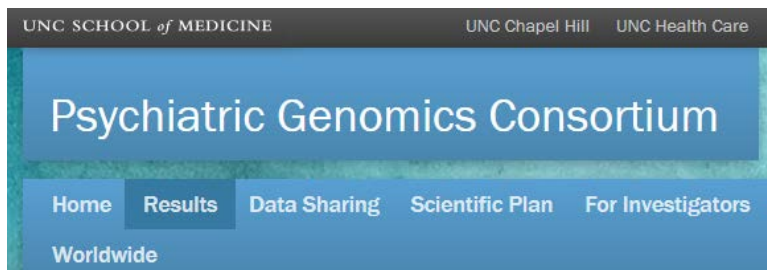 UNC SCHOOL of MEDICINE UNC Chapel Hill UNC Health Care
Psychiatric Genomics Consortium
Home Results Data Sharing Scientific Plan For Investigators
Worldwide